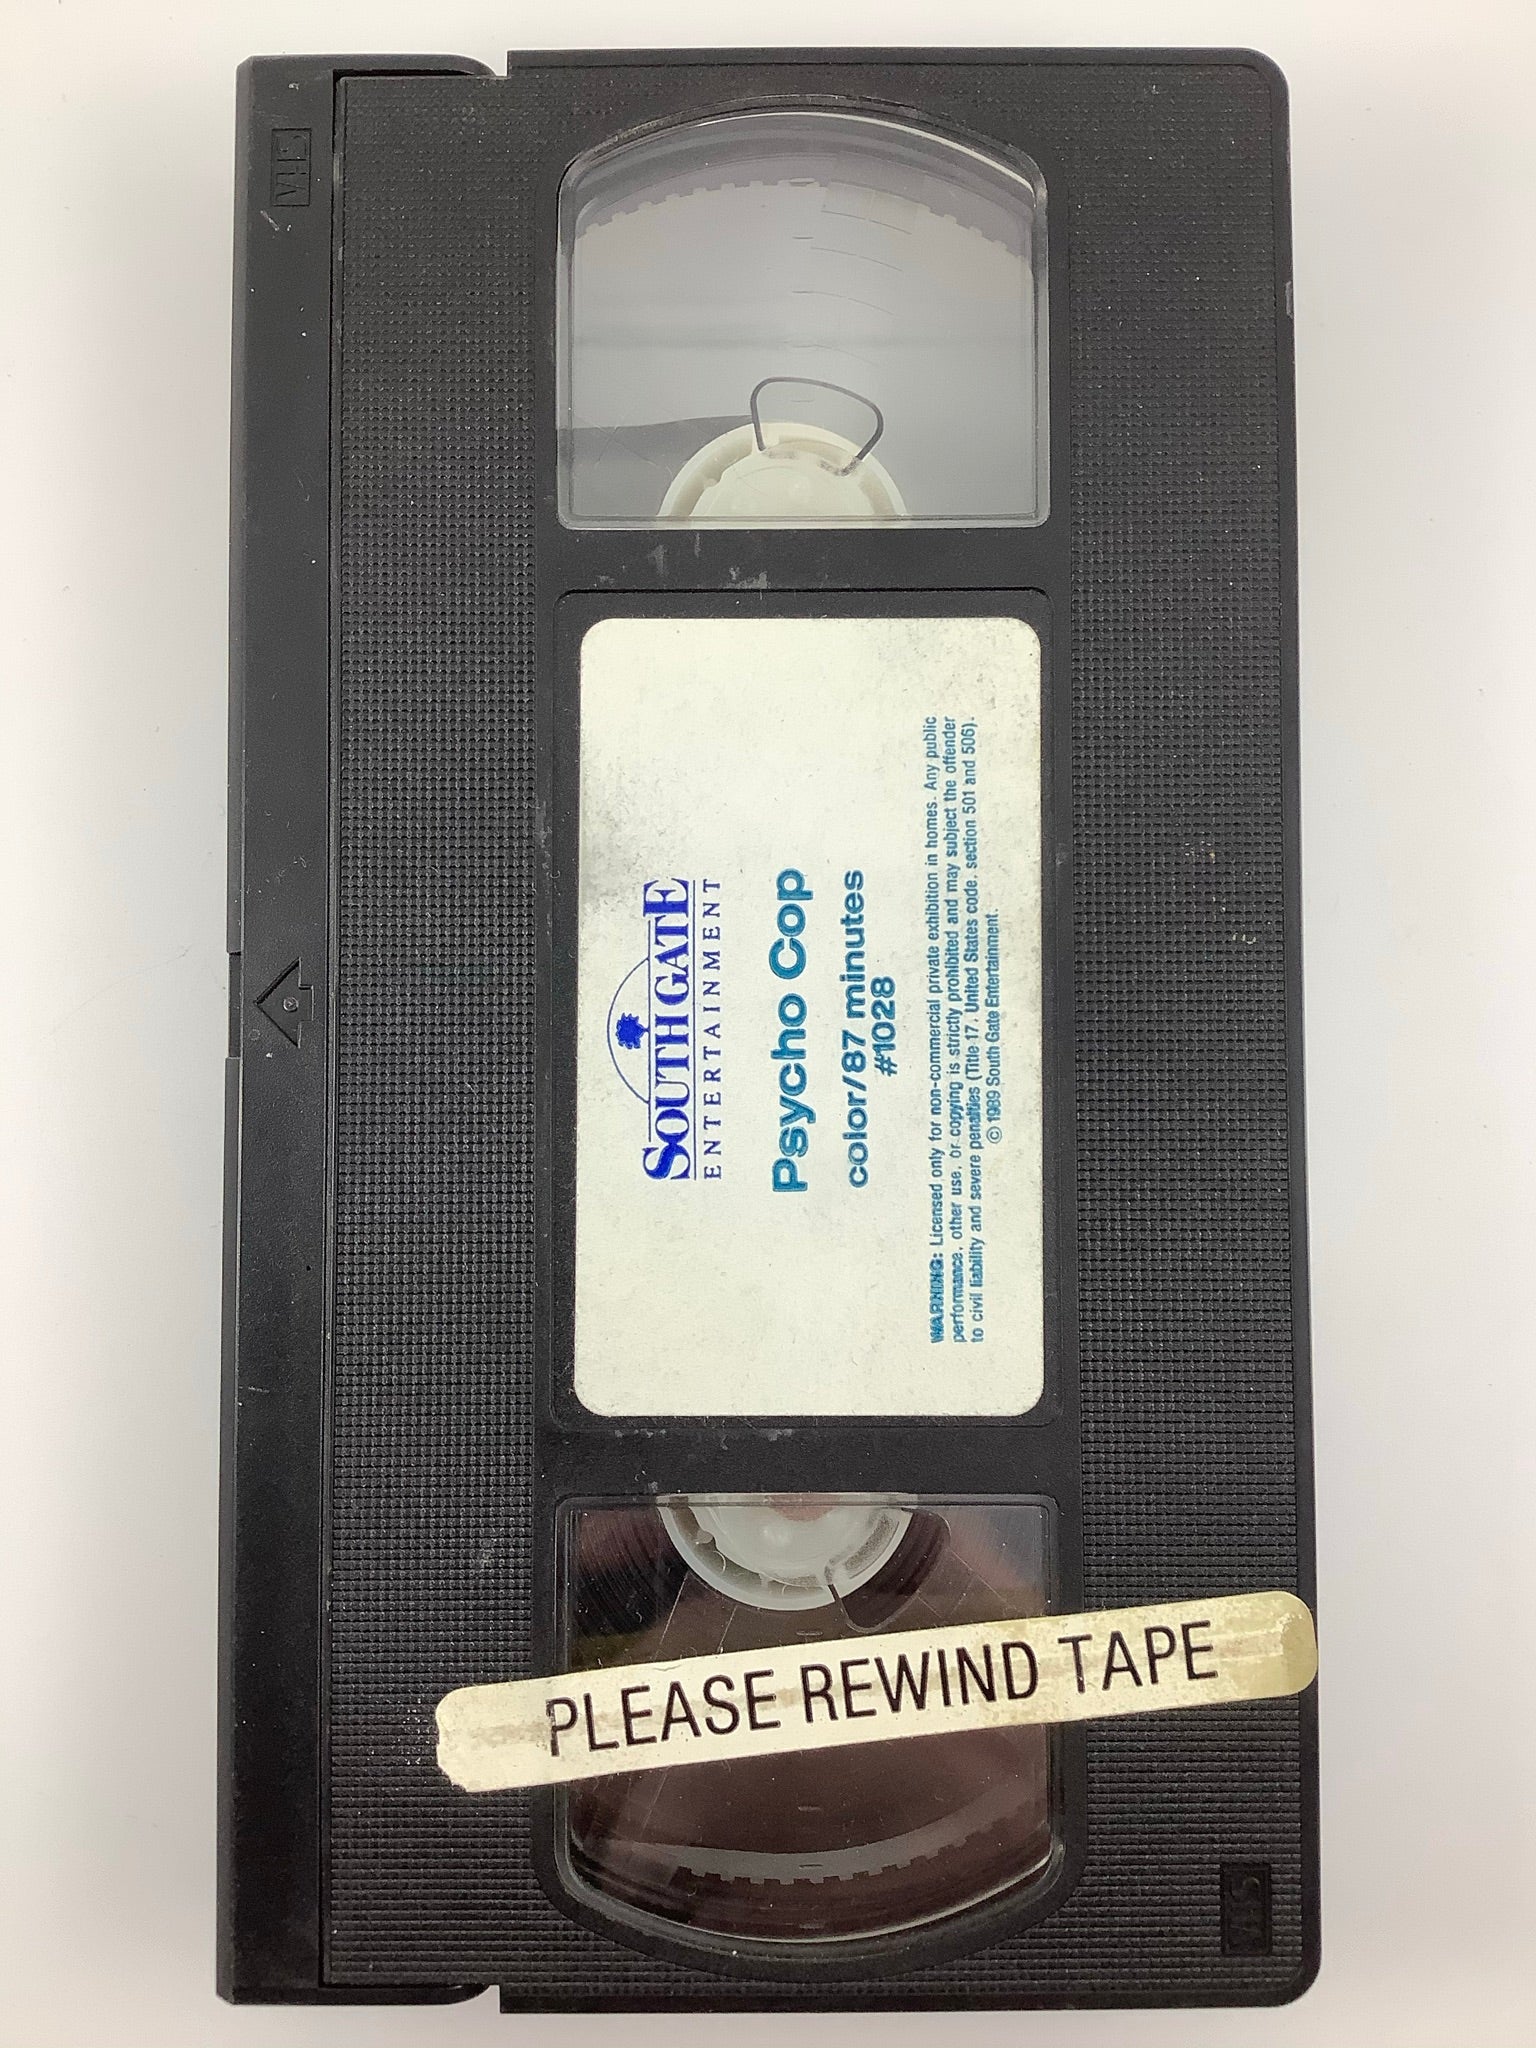 VHS
SOUTHGATE
ENTERTAINMENT
Psycho Cop
color/87 minutes
#1028
WARNING: Licensed only for non-commercial private exhibition in homes. Any public
performance, other use, or copying is strictly prohibited and may subject the offender
to civil liability and severe penalties (Title 17, United States code, section 501 and 506).
© 1989 South Gate Entertainment.
PLEASE REWIND TAPE
VHS